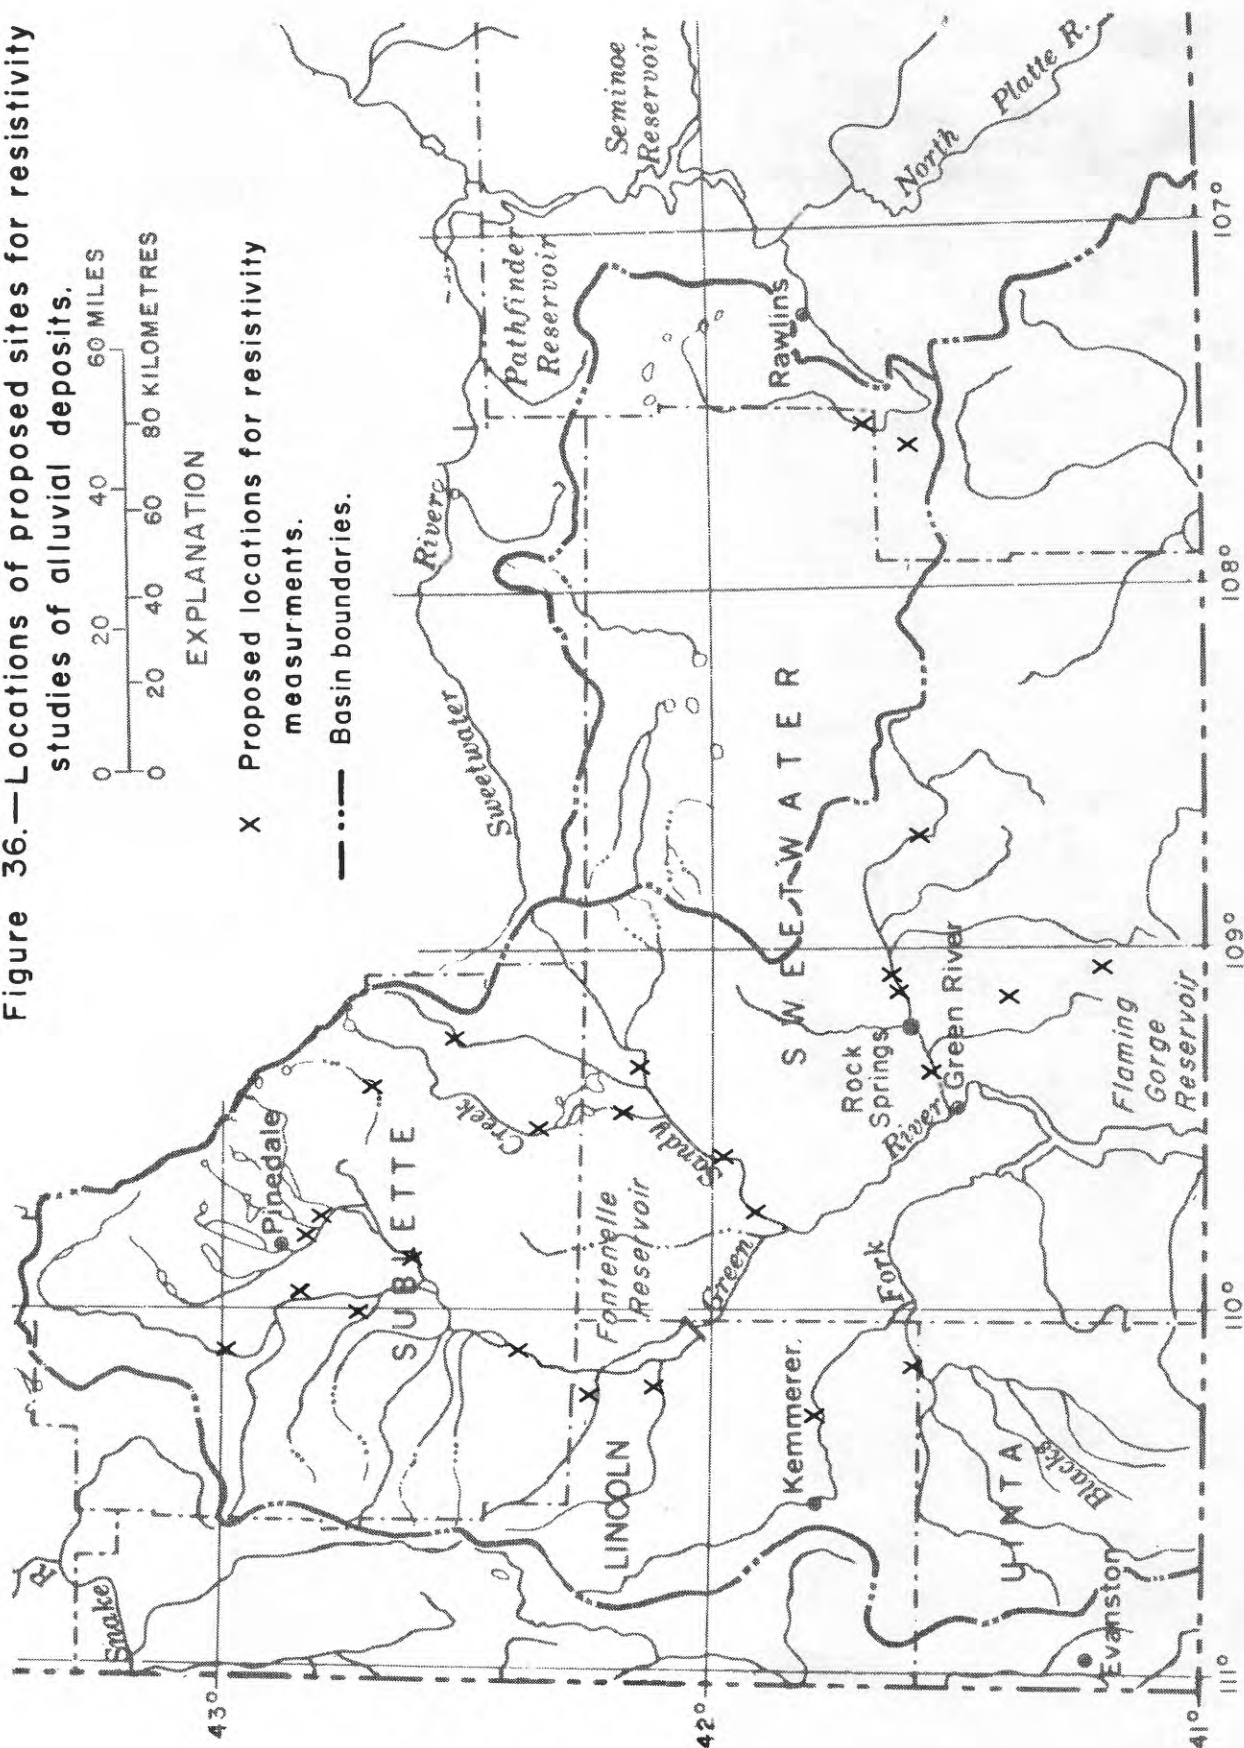 Figure 36.—Locations of proposed sites for resistivity
studies of alluvial deposits.
0 20 40 60 MILES
0 20 40 60 80 KILOMETRES
EXPLANATION
X Proposed locations for resistivity
measurments.
Basin boundaries.
Snake
R
43°
Pinedale
SUBLETTE
Creek
Sandy
Sweetwater
River
Pathfinder
Reservoir
Seminoe
Reservoir
Fontenelle
Reservoir
LINCOLN
42°
Green
River
Kemmerer.
SWEETWATER
Rawlins
North
Platte R.
Rock
Springs
Green River
Fork
Blacks
UINTA
Evanston
Flaming
Gorge
Reservoir
41°
111°
110°
109°
108°
107°